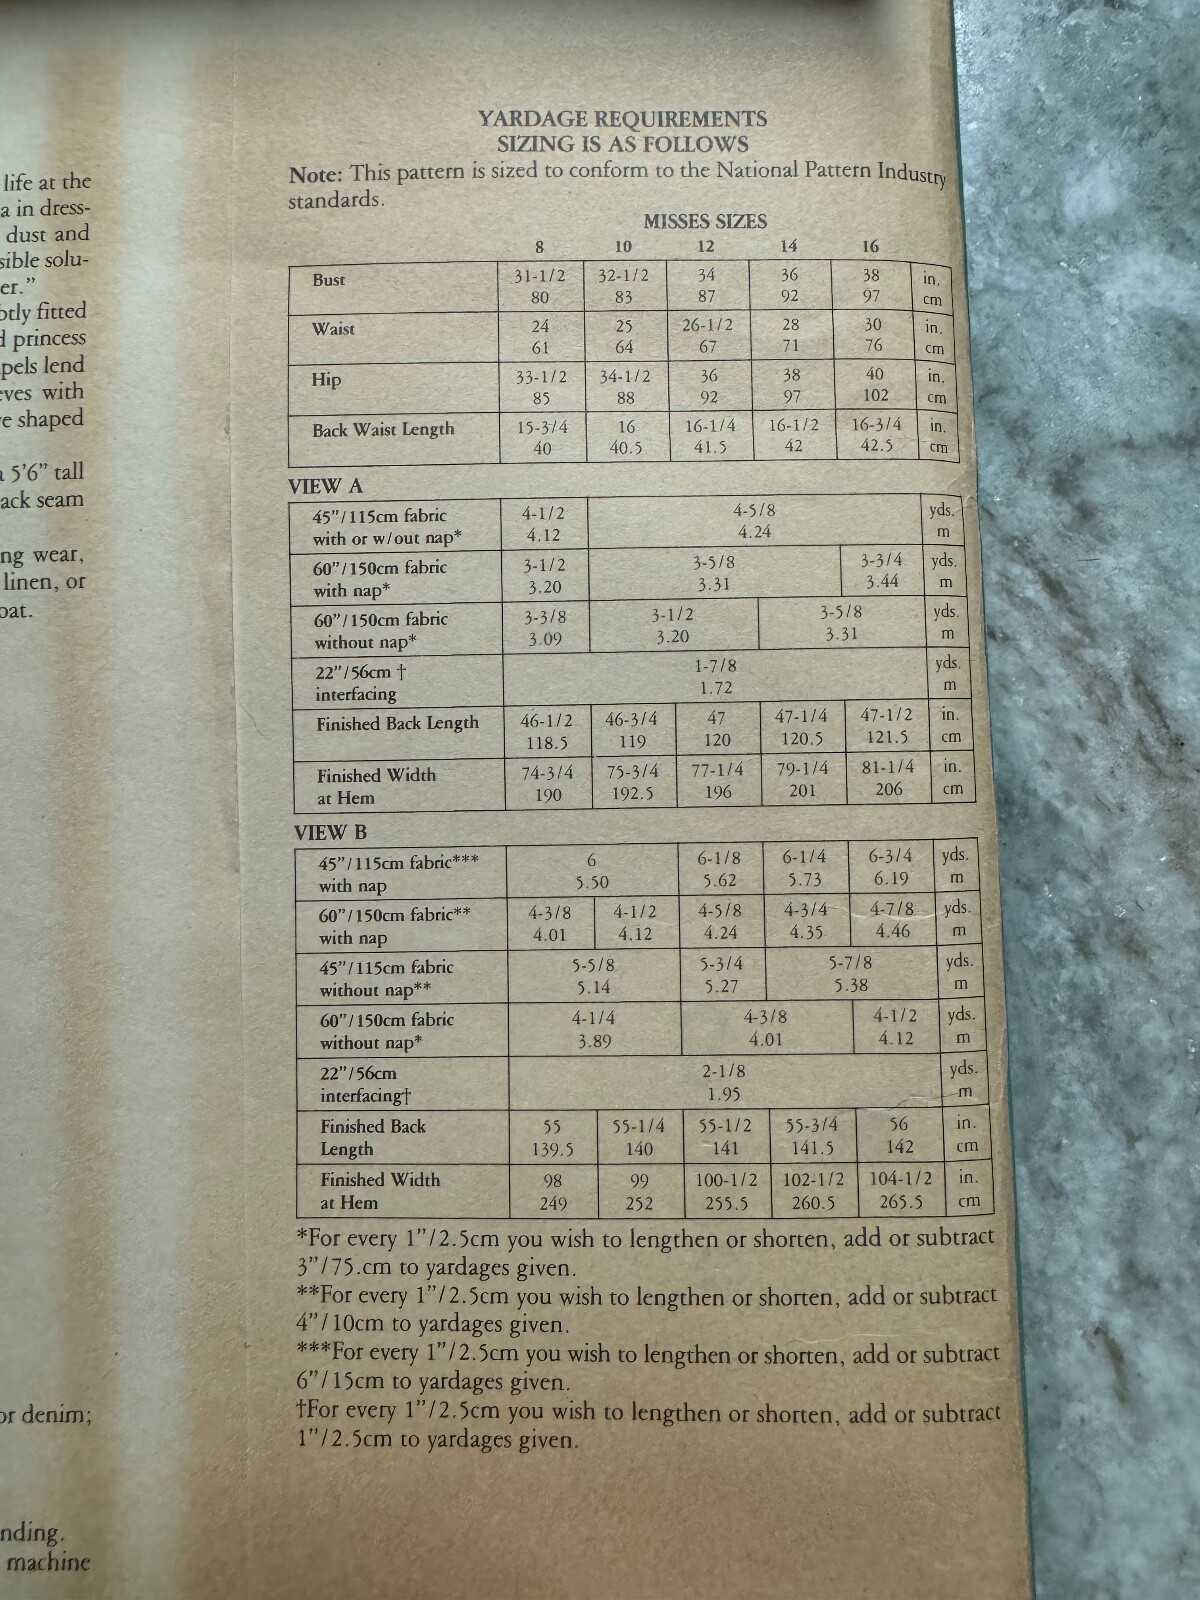 life at the
a in dress-
dust and
sible solu-
er."
otly fitted
d princess
pels lend
eves with
re shaped
a 5'6" tall
ack seam
ng wear,
linen, or
oat.
or denim;
nding.
machine
YARDAGE REQUIREMENTS
SIZING IS AS FOLLOWS
Note: This pattern is sized to conform to the National Pattern Industry
standards.
MISSES SIZES
8 10 12 14 16
Bust 31-1/2 32-1/2 34 36 38 in.
80 83 87 92 97 cm
Waist 24 25 26-1/2 28 30 in.
61 64 67 71 76 cm
Hip 33-1/2 34-1/2 36 38 40 in.
85 88 92 97 102 cm
Back Waist Length 15-3/4 16 16-1/4 16-1/2 16-3/4 in.
40 40.5 41.5 42 42.5 cm
VIEW A
45"/115cm fabric 4-1/2 4-5/8 yds.
with or w/out nap* 4.12 4.24 m
60"/150cm fabric 3-1/2 3-5/8 3-3/4 yds.
with nap* 3.20 3.31 3.44 m
60"/150cm fabric 3-3/8 3-1/2 3-5/8 yds.
without nap* 3.09 3.20 3.31 m
22"/56cm † 1-7/8 yds.
interfacing 1.72 m
Finished Back Length 46-1/2 46-3/4 47 47-1/4 47-1/2 in.
118.5 119 120 120.5 121.5 cm
Finished Width 74-3/4 75-3/4 77-1/4 79-1/4 81-1/4 in.
at Hem 190 192.5 196 201 206 cm
VIEW B
45"/115cm fabric*** 6 6-1/8 6-1/4 6-3/4 yds.
with nap 5.50 5.62 5.73 6.19 m
60"/150cm fabric** 4-3/8 4-1/2 4-5/8 4-3/4 4-7/8 yds.
with nap 4.01 4.12 4.24 4.35 4.46 m
45"/115cm fabric 5-5/8 5-3/4 5-7/8 yds.
without nap** 5.14 5.27 5.38 m
60"/150cm fabric 4-1/4 4-3/8 4-1/2 yds.
without nap* 3.89 4.01 4.12 m
22"/56cm 2-1/8 yds.
interfacing† 1.95 m
Finished Back 55 55-1/4 55-1/2 55-3/4 56 in.
Length 139.5 140 141 141.5 142 cm
Finished Width 98 99 100-1/2 102-1/2 104-1/2 in.
at Hem 249 252 255.5 260.5 265.5 cm
*For every 1"/2.5cm you wish to lengthen or shorten, add or subtract
3"/75.cm to yardages given.
**For every 1"/2.5cm you wish to lengthen or shorten, add or subtract
4"/10cm to yardages given.
***For every 1"/2.5cm you wish to lengthen or shorten, add or subtract
6"/15cm to yardages given.
†For every 1"/2.5cm you wish to lengthen or shorten, add or subtract
1"/2.5cm to yardages given.